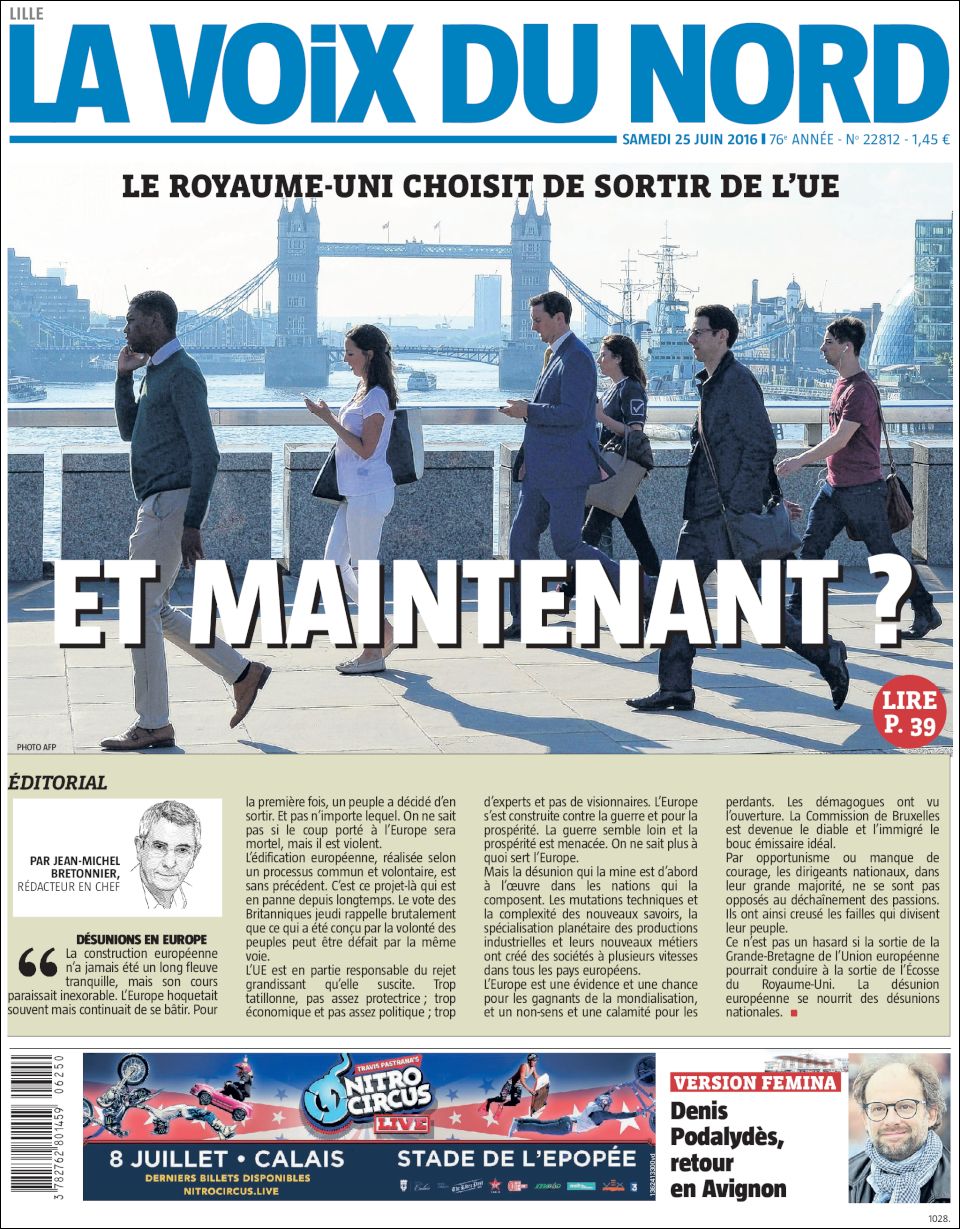 LILLE
LA VOiX DU NORD
SAMEDI 25 JUIN 2016 | 76e ANNÉE - No 22812 - 1,45 €
LE ROYAUME-UNI CHOISIT DE SORTIR DE L’UE
ET MAINTENANT ?
LIRE
P. 39
PHOTO AFP
ÉDITORIAL
PAR JEAN-MICHEL
BRETONNIER,
RÉDACTEUR EN CHEF
DÉSUNIONS EN EUROPE
“ La construction européenne
n’a jamais été un long fleuve
tranquille, mais son cours
paraissait inexorable. L’Europe hoquetait
souvent mais continuait de se bâtir. Pour
la première fois, un peuple a décidé d’en
sortir. Et pas n’importe lequel. On ne sait
pas si le coup porté à l’Europe sera
mortel, mais il est violent.
L’édification européenne, réalisée selon
un processus commun et volontaire, est
sans précédent. C’est ce projet-là qui est
en panne depuis longtemps. Le vote des
Britanniques jeudi rappelle brutalement
que ce qui a été conçu par la volonté des
peuples peut être défait par la même
voie.
L’UE est en partie responsable du rejet
grandissant qu’elle suscite. Trop
tatillonne, pas assez protectrice ; trop
économique et pas assez politique ; trop
d’experts et pas de visionnaires. L’Europe
s’est construite contre la guerre et pour la
prospérité. La guerre semble loin et la
prospérité est menacée. On ne sait plus à
quoi sert l’Europe.
Mais la désunion qui la mine est d’abord
à l’œuvre dans les nations qui la
composent. Les mutations techniques et
la complexité des nouveaux savoirs, la
spécialisation planétaire des productions
industrielles et leurs nouveaux métiers
ont créé des sociétés à plusieurs vitesses
dans tous les pays européens.
L’Europe est une évidence et une chance
pour les gagnants de la mondialisation,
et un non-sens et une calamité pour les
perdants. Les démagogues ont vu
l’ouverture. La Commission de Bruxelles
est devenue le diable et l’immigré le
bouc émissaire idéal.
Par opportunisme ou manque de
courage, les dirigeants nationaux, dans
leur grande majorité, ne se sont pas
opposés au déchaînement des passions.
Ils ont ainsi creusé les failles qui divisent
leur peuple.
Ce n’est pas un hasard si la sortie de la
Grande-Bretagne de l’Union européenne
pourrait conduire à la sortie de l’Écosse
du Royaume-Uni. La désunion
européenne se nourrit des désunions
nationales.
3 782762 801459 06250
TRAVIS PASTRANA'S
NITRO
CIRCUS
LIVE
8 JUILLET • CALAIS
STADE DE L'EPOPÉE
DERNIERS BILLETS DISPONIBLES
NITROCIRCUS.LIVE
VERSION FEMINA
Denis
Podalydès,
retour
en Avignon
1028.